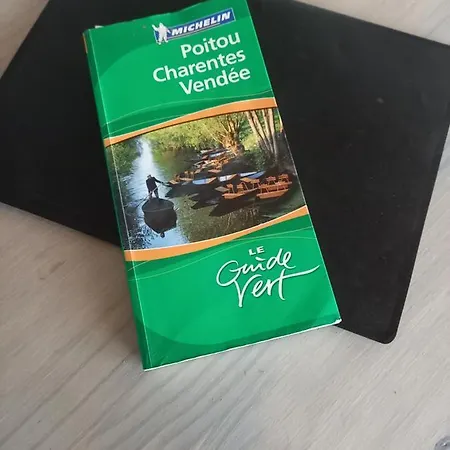 MICHELIN
Poitou
Charentes
Vendée
LE
Guide
Vert